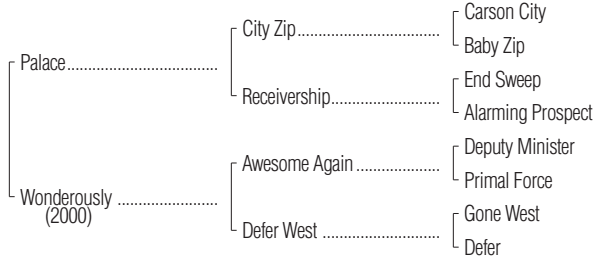 Carson City
City Zip........................................
Baby Zip
Palace........................................
End Sweep
Receivership..............................
Alarming Prospect
Deputy Minister
Awesome Again .......................
Primal Force
Wonderously ...........................
(2000)
Gone West
Defer West ................................
Defer